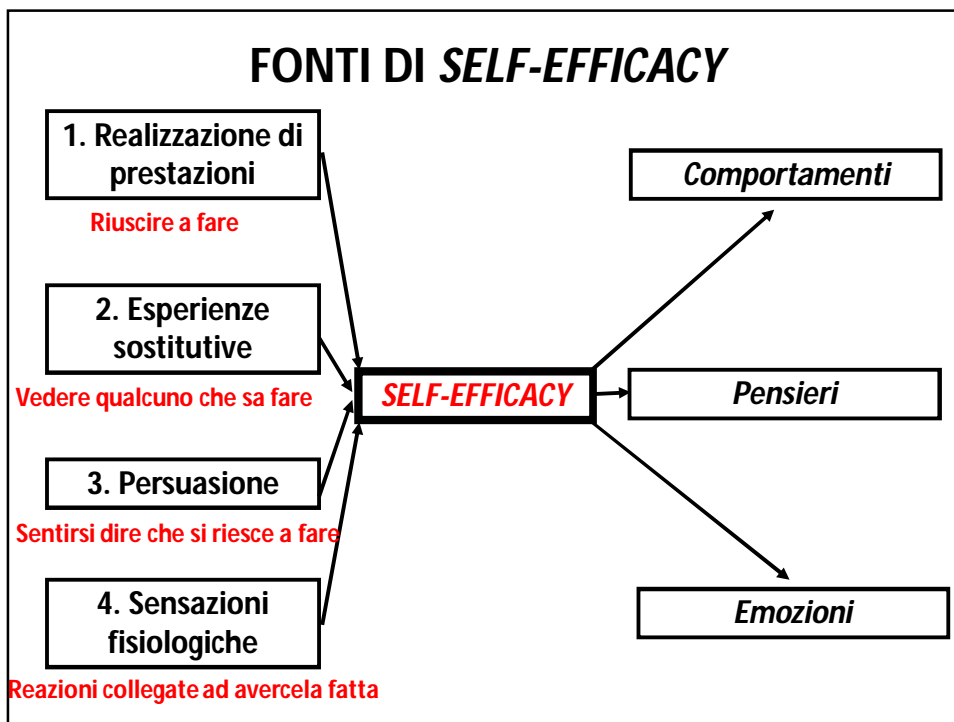 FONTI DI SELF-EFFICACY
1. Realizzazione di
prestazioni
Riuscire a fare
2. Esperienze
sostitutive
Vedere qualcuno che sa fare
3. Persuasione
Sentirsi dire che si riesce a fare
4. Sensazioni
fisiologiche
Reazioni collegate ad avercela fatta
SELF-EFFICACY
Comportamenti
Pensieri
Emozioni